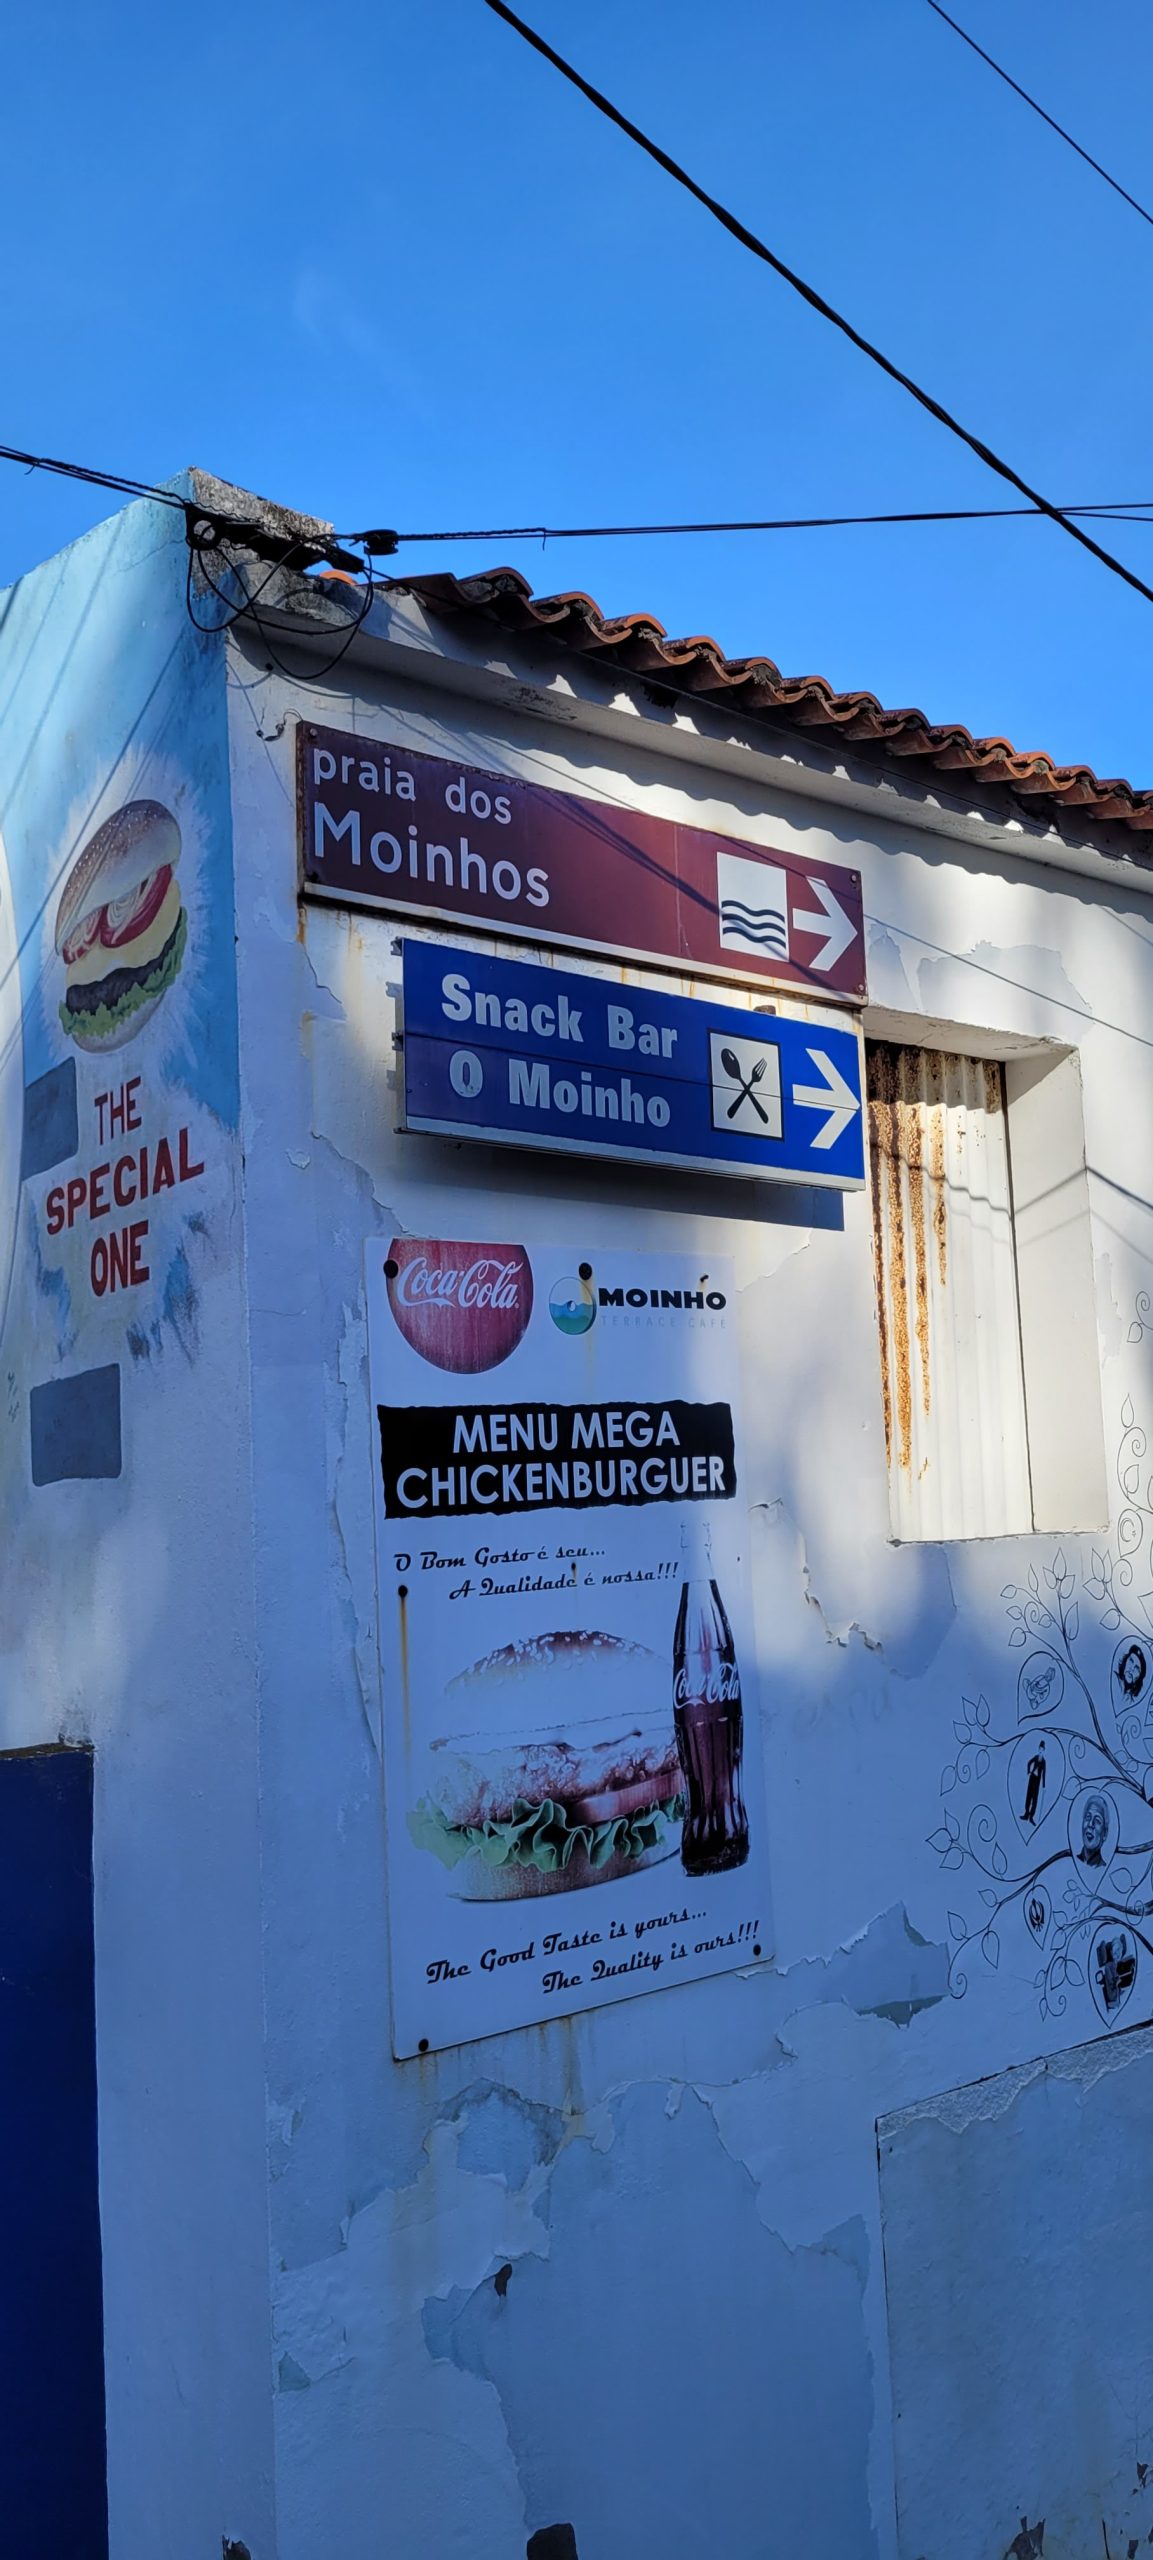 praia dos
Moinhos
Snack Bar
O Moinho
THE
SPECIAL
ONE
Coca-Cola
MOINHO
TERRACE CAFÉ
MENU MEGA
CHICKENBURGUER
O Bom Gosto é seu...
A Qualidade é nossa!!!
Coca-Cola
The Good Taste is yours...
The Quality is ours!!!